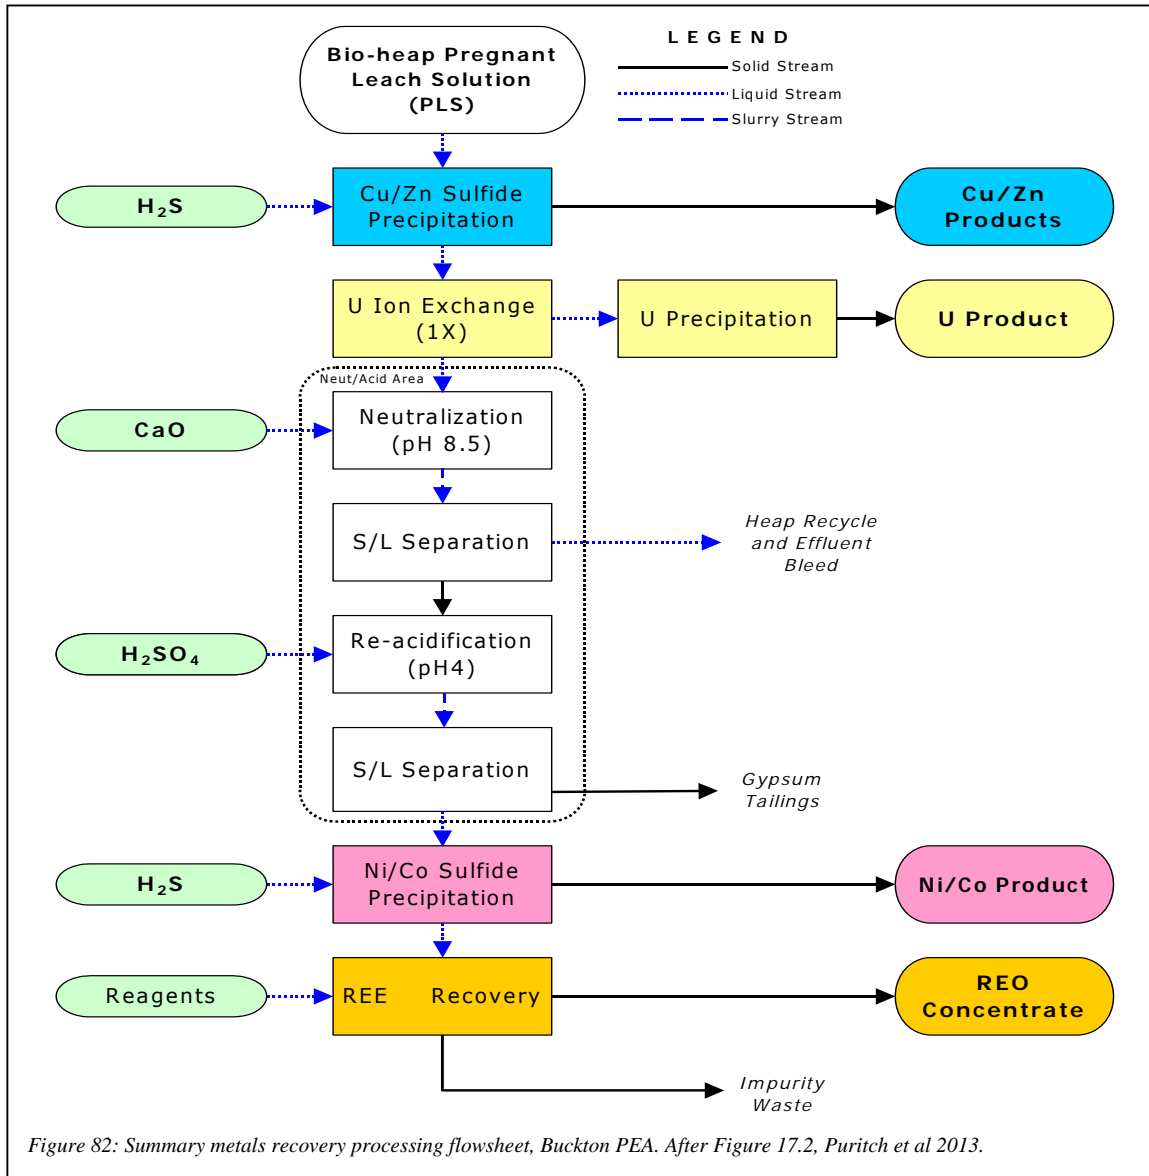 Bio-heap Pregnant
Leach Solution
(PLS)
LEGEND
Solid Stream
Liquid Stream
Slurry Stream
H₂S
Cu/Zn Sulfide
Precipitation
Cu/Zn
Products
U Ion Exchange
(1X)
U Precipitation
U Product
Neut/Acid Area
CaO
Neutralization
(pH 8.5)
S/L Separation
Heap Recycle
and Effluent
Bleed
H₂SO₄
Re-acidification
(pH4)
S/L Separation
Gypsum
Tailings
H₂S
Ni/Co Sulfide
Precipitation
Ni/Co Product
Reagents
REE Recovery
REO
Concentrate
Impurity
Waste
Figure 82: Summary metals recovery processing flowsheet, Buckton PEA. After Figure 17.2, Puritch et al 2013.